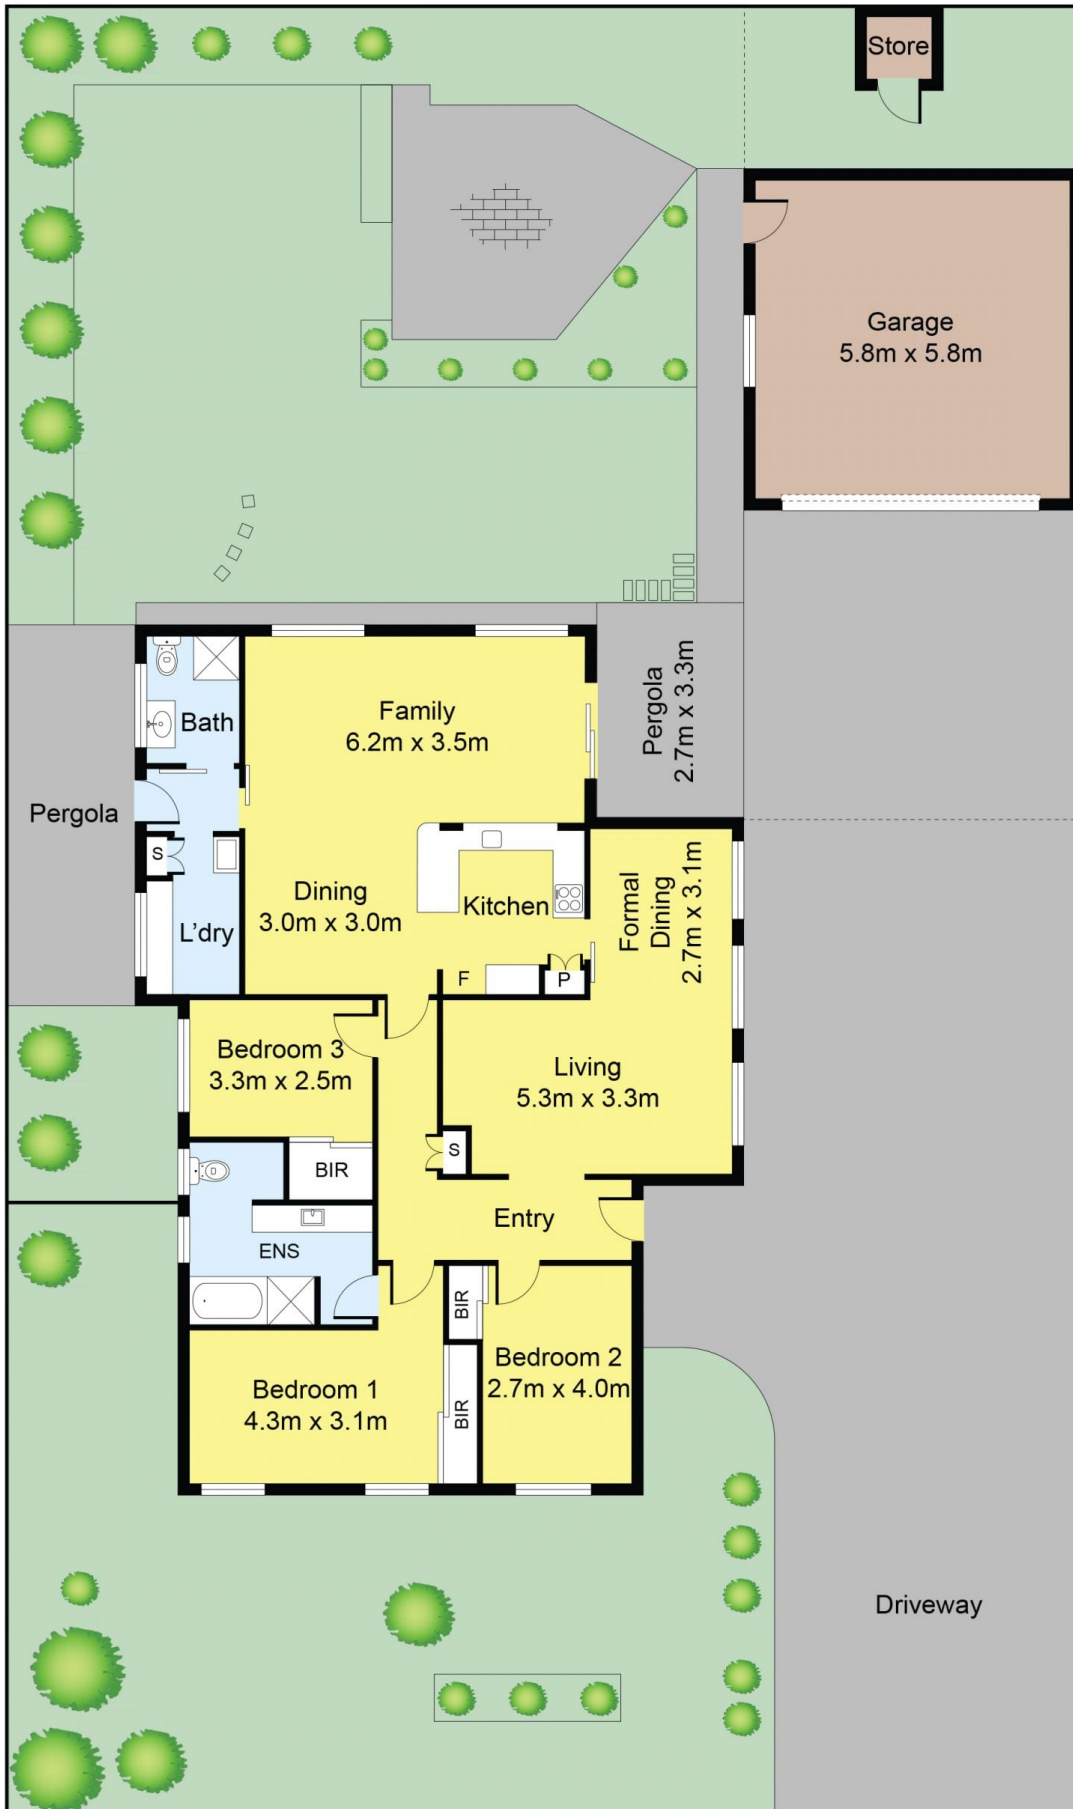 Store
Garage
5.8m x 5.8m
Bath
Family
6.2m x 3.5m
Pergola
2.7m x 3.3m
Pergola
S
L'dry
Dining
3.0m x 3.0m
Kitchen
F
P
Formal
Dining
2.7m x 3.1m
Bedroom 3
3.3m x 2.5m
Living
5.3m x 3.3m
BIR
S
Entry
ENS
BIR
BIR
Bedroom 1
4.3m x 3.1m
Bedroom 2
2.7m x 4.0m
Driveway